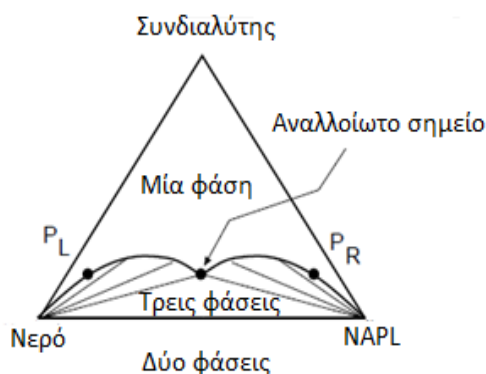 Συνδιαλύτης
Αναλλοίωτο σημείο
Μία φάση
P_L
P_R
Τρεις φάσεις
Νερό
NAPL
Δύο φάσεις